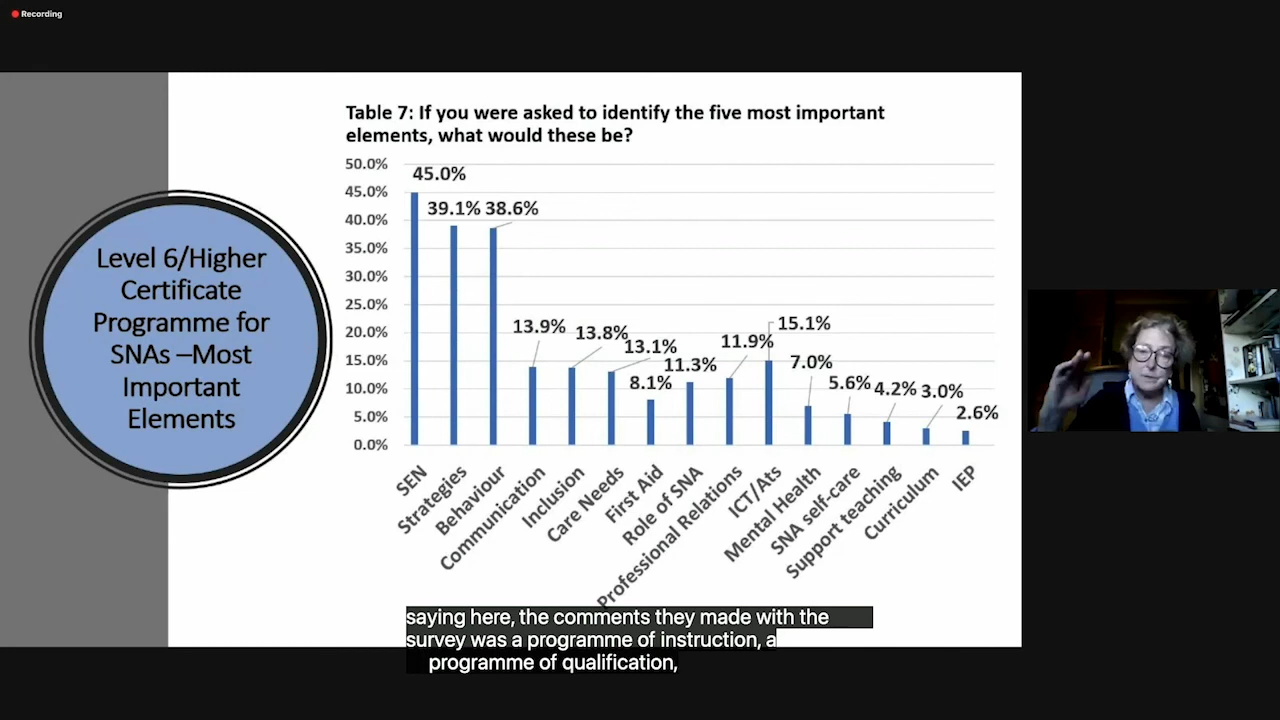 Recording
Table 7: If you were asked to identify the five most important
elements, what would these be?
Level 6/Higher
Certificate
Programme for
SNAs –Most
Important
Elements
50.0%
45.0%
40.0%
35.0%
30.0%
25.0%
20.0%
15.0%
10.0%
5.0%
0.0%
45.0%
39.1%
38.6%
13.9%
13.8%
13.1%
8.1%
11.3%
11.9%
15.1%
7.0%
5.6%
4.2%
3.0%
2.6%
SEN
Strategies
Behaviour
Communication
Inclusion
Care Needs
First Aid
Role of SNA
Professional Relations
ICT/Ats
Mental Health
SNA self-care
Support teaching
Curriculum
IEP
saying here, the comments they made with the
survey was a programme of instruction, a
programme of qualification,